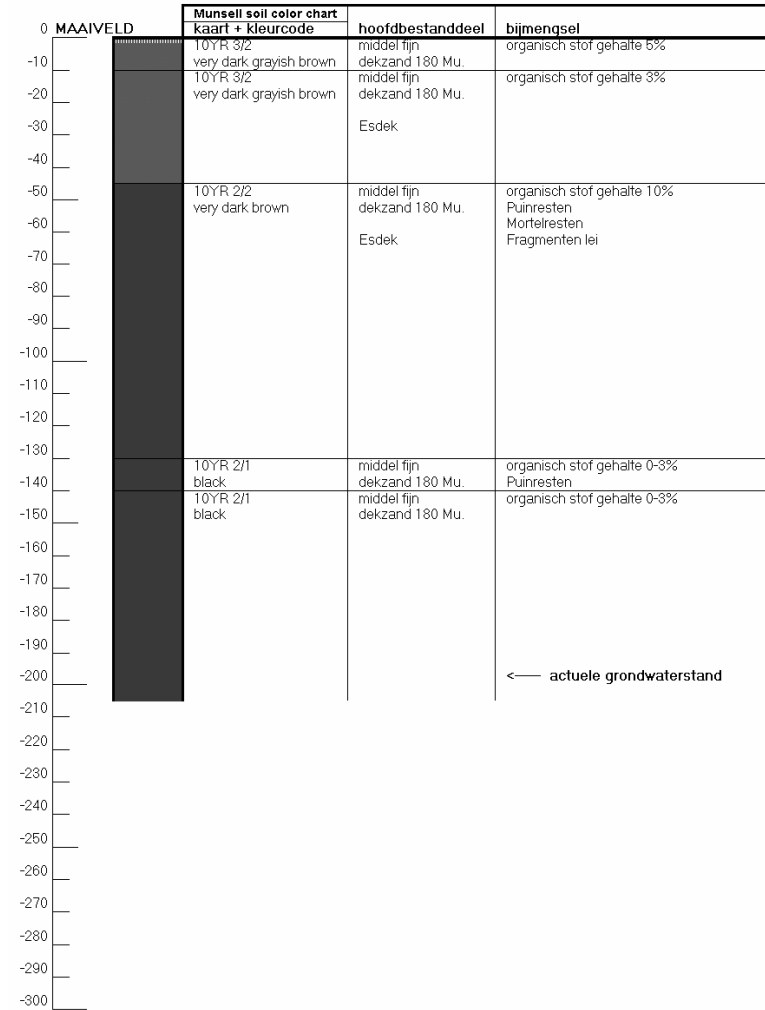 Munsell soil color chart
0 MAAIVELD kaart + kleurcode hoofdbestanddeel bijmengsel
10YR 3/2 middel fijn organisch stof gehalte 5%
-10 very dark grayish brown dekzand 180 Mu.
10YR 3/2 middel fijn organisch stof gehalte 3%
-20 very dark grayish brown dekzand 180 Mu.
-30 Esdek
-40
-50 10YR 2/2 middel fijn organisch stof gehalte 10%
very dark brown dekzand 180 Mu. Puinresten
-60 Mortelresten
Esdek Fragmenten lei
-70
-80
-90
-100
-110
-120
-130
10YR 2/1 middel fijn organisch stof gehalte 0-3%
-140 black dekzand 180 Mu. Puinresten
10YR 2/1 middel fijn organisch stof gehalte 0-3%
-150 black dekzand 180 Mu.
-160
-170
-180
-190
-200 <— actuele grondwaterstand
-210
-220
-230
-240
-250
-260
-270
-280
-290
-300